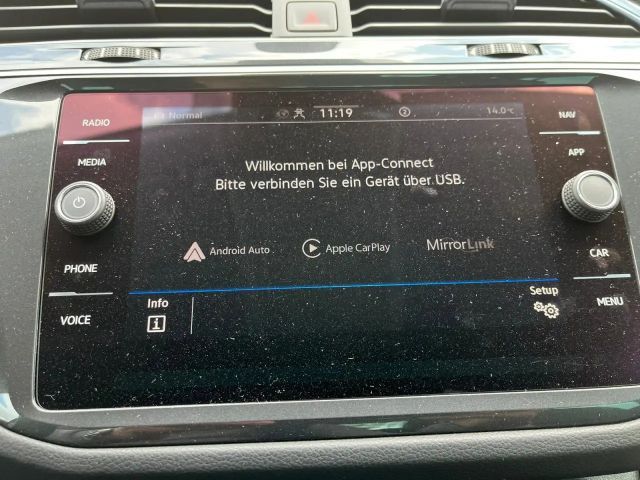 Normal 11:19 2 14.0°C
RADIO
NAV
MEDIA
APP
Willkommen bei App-Connect
Bitte verbinden Sie ein Gerät über USB.
Android Auto Apple CarPlay MirrorLink
PHONE
CAR
VOICE
MENU
Info
i
Setup